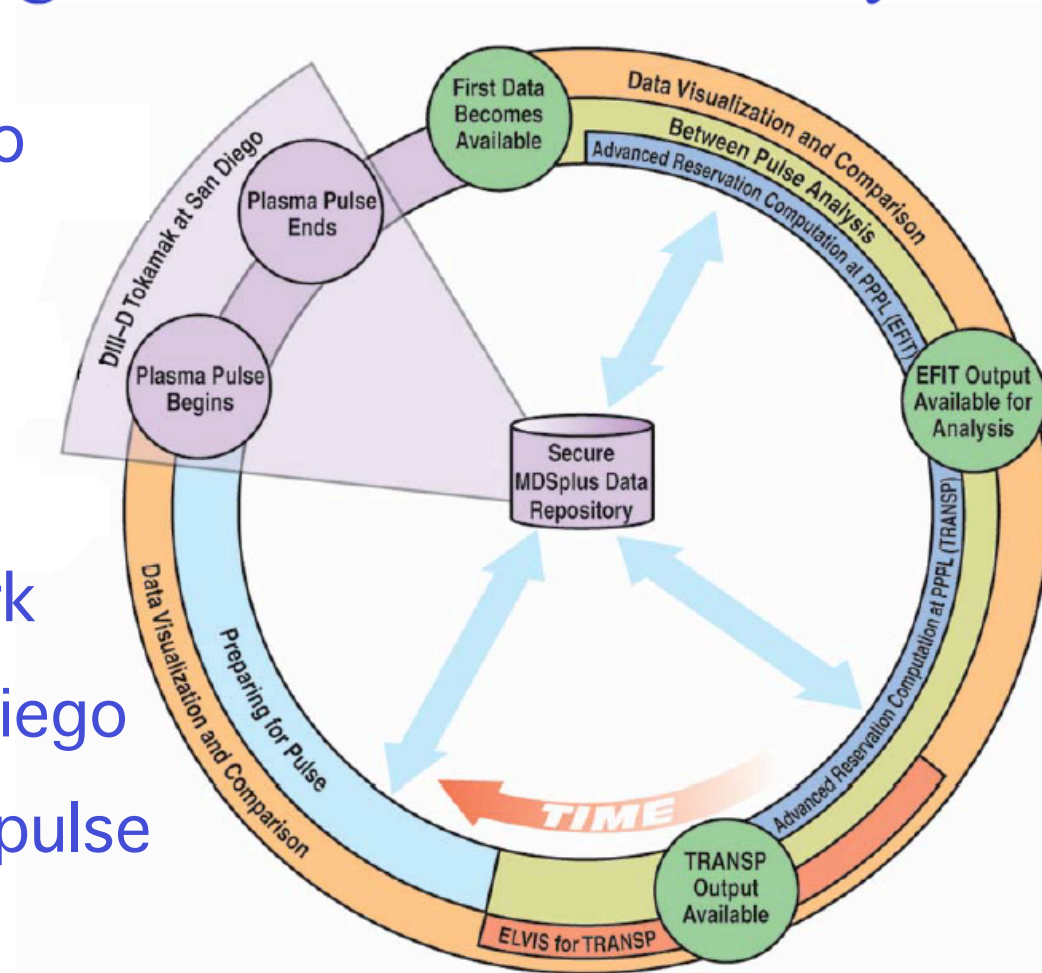 First Data
Becomes
Available
Data Visualization and Comparison
Between Pulse Analysis
Advanced Reservation Computation at PPPL (EFIT)
DIII–D Tokamak at San Diego
Plasma Pulse
Ends
Plasma Pulse
Begins
EFIT Output
Available for
Analysis
Secure
MDSplus Data
Repository
Advanced Reservation Computation at PPPL (TRANSP)
Data Visualization and Comparison
Preparing for Pulse
TIME
TRANSP
Output
Available
ELVIS for TRANSP
pulse